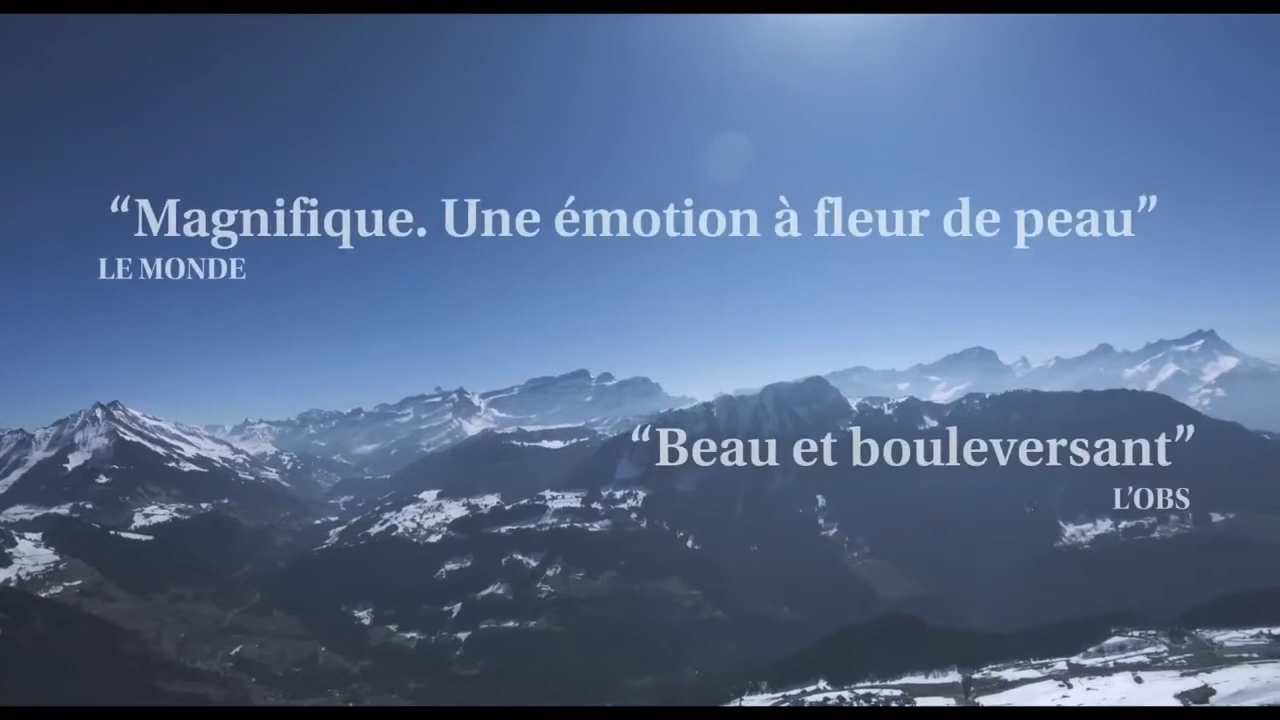 “Magnifique. Une émotion à fleur de peau”
LE MONDE
“Beau et bouleversant”
L’OBS